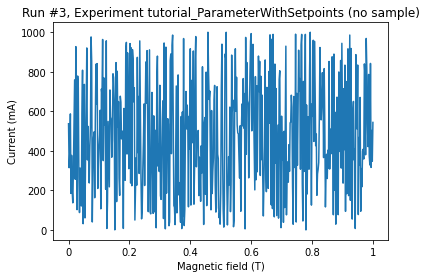 Run #3, Experiment tutorial_ParameterWithSetpoints (no sample)
1000
800
600
400
200
0
Current (mA)
0 0.2 0.4 0.6 0.8 1
Magnetic field (T)